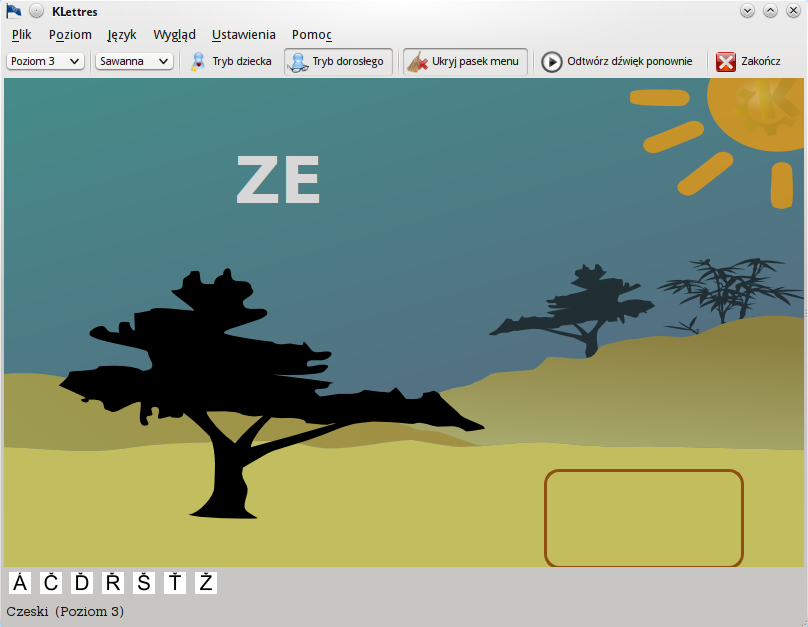 KLettres
Plik Poziom Język Wygląd Ustawienia Pomoc
Poziom 3 Sawanna Tryb dziecka Tryb dorosłego Ukryj pasek menu Odtwórz dźwięk ponownie Zakończ
ZE
Á Č Ď Ř Š Ť Ž
Czeski (Poziom 3)